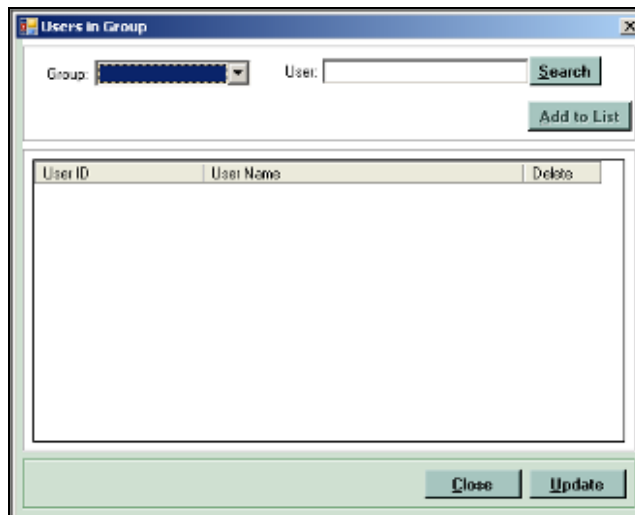 Users in Group
Group: User: Search
Add to List
User ID User Name Delete
Close Update